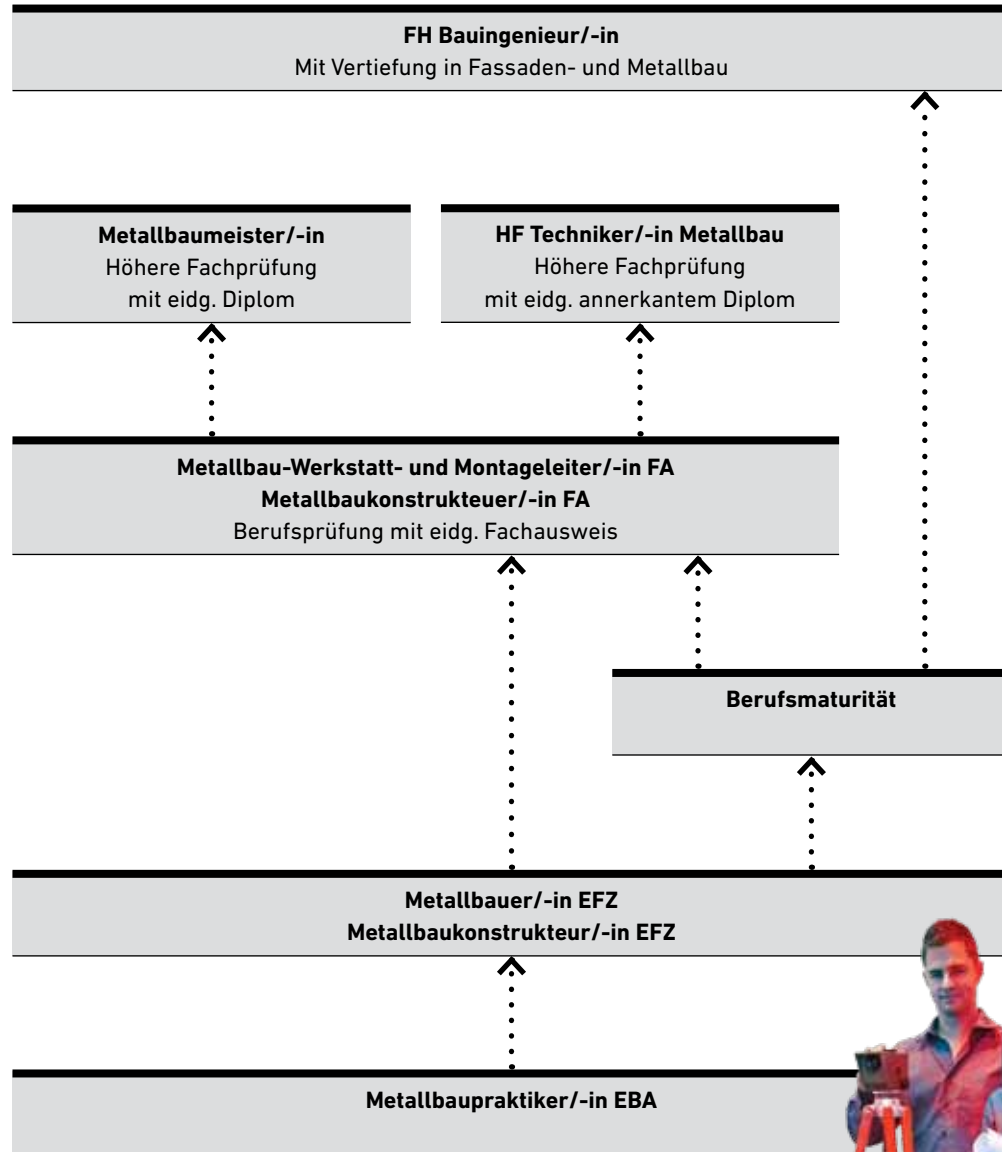 FH Bauingenieur/-in
Mit Vertiefung in Fassaden- und Metallbau
Metallbaumeister/-in
Höhere Fachprüfung
mit eidg. Diplom
HF Techniker/-in Metallbau
Höhere Fachprüfung
mit eidg. annerkantem Diplom
Metallbau-Werkstatt- und Montageleiter/-in FA
Metallbaukonstrukteuer/-in FA
Berufsprüfung mit eidg. Fachausweis
Berufsmaturität
Metallbauer/-in EFZ
Metallbaukonstrukteur/-in EFZ
Metallbaupraktiker/-in EBA